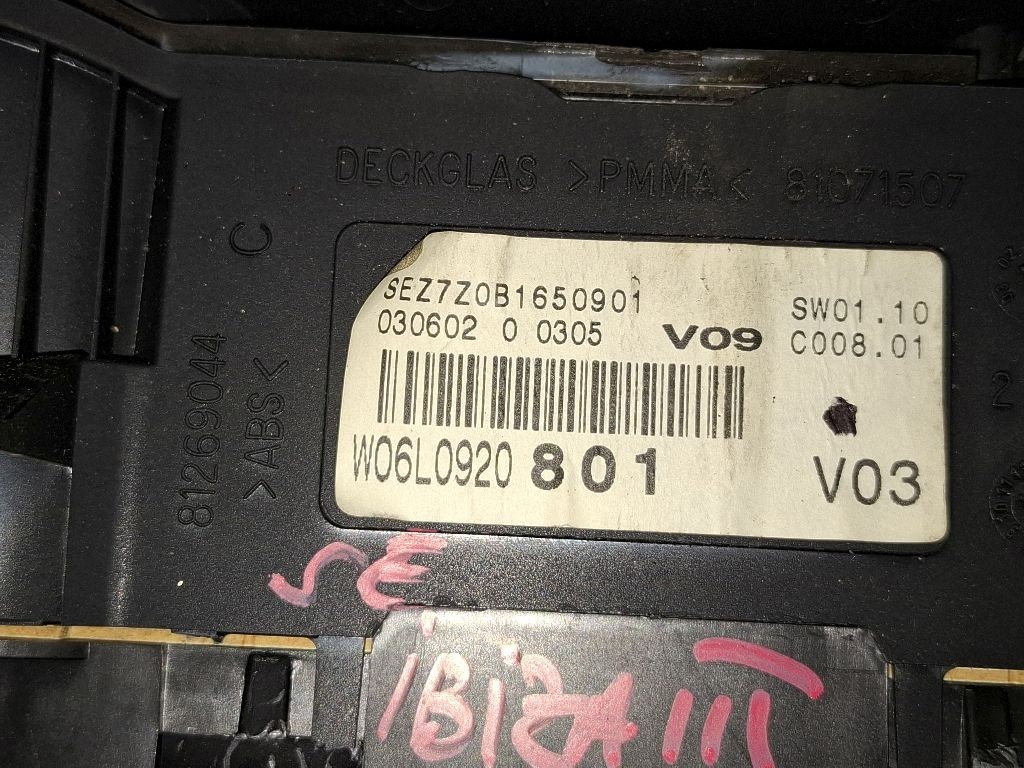 DECKGLAS >PMMA< 81071507
SEZ7Z0B1650901
030602 0 0305 V09
SW01.10
C008.01
W06L0920 801
V03
81269044 C
>ABS<
2
SE
IBIZA III